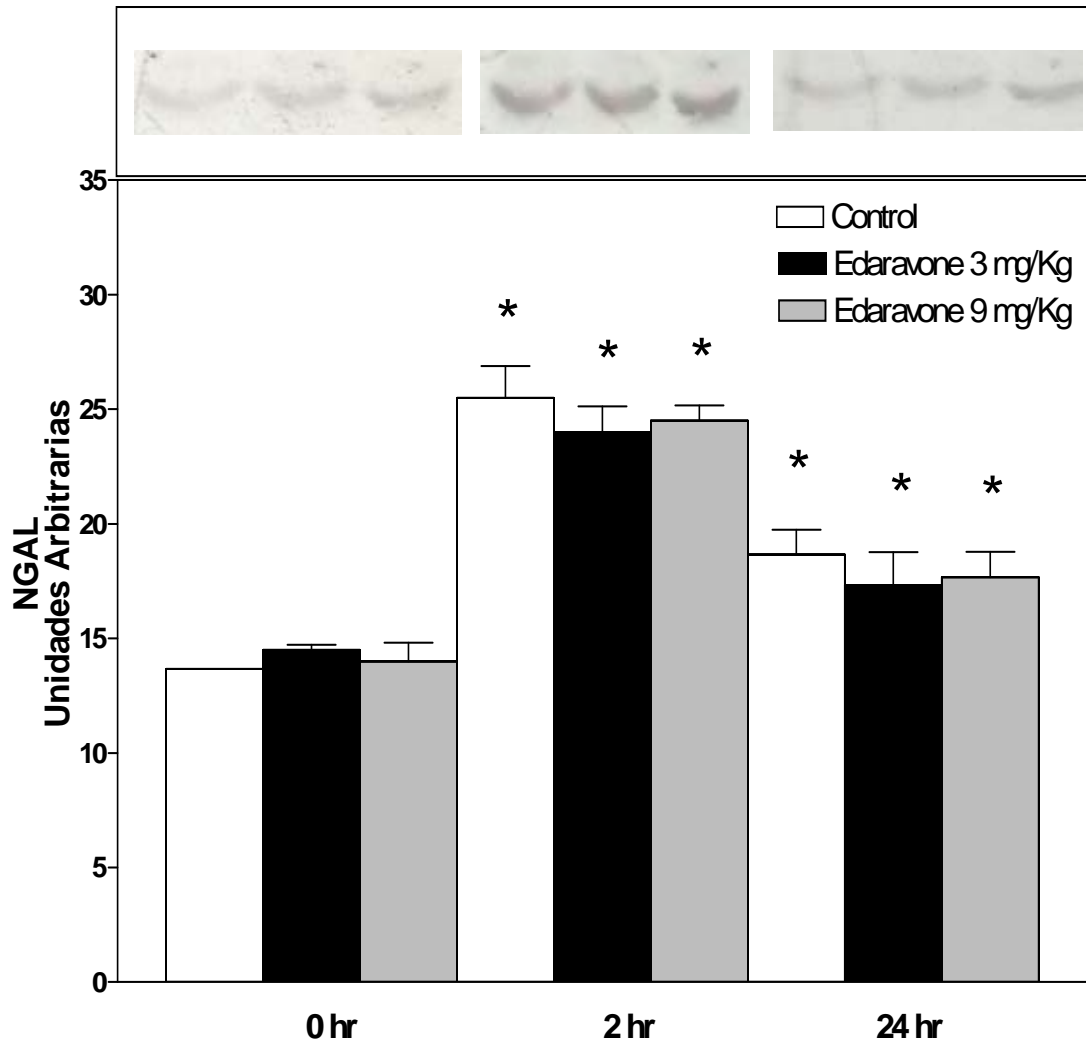 35
30
25
20
15
10
5
0
NGAL
Unidades Arbitrarias
Control
Edaravone 3 mg/Kg
Edaravone 9 mg/Kg
*
*
*
*
*
*
0 hr
2 hr
24 hr